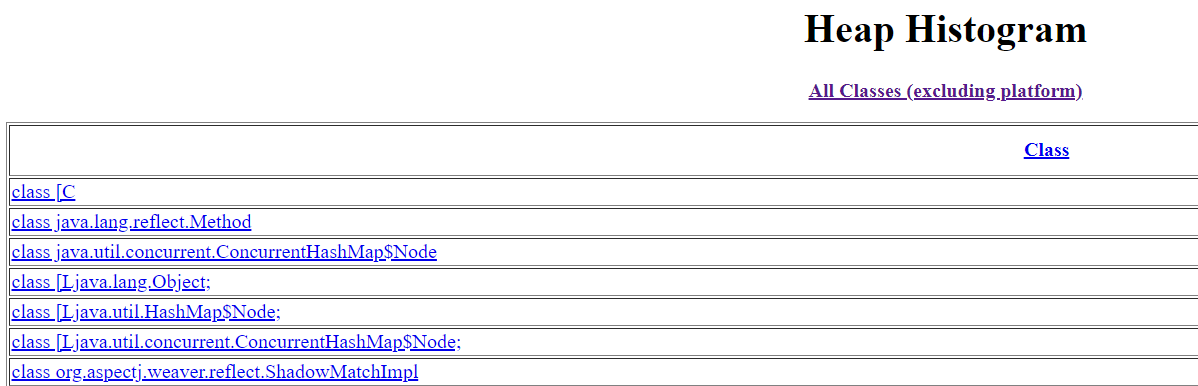 Heap Histogram
All Classes (excluding platform)
Class
class [C
class java.lang.reflect.Method
class java.util.concurrent.ConcurrentHashMap$Node
class [Ljava.lang.Object;
class [Ljava.util.HashMap$Node;
class [Ljava.util.concurrent.ConcurrentHashMap$Node;
class org.aspectj.weaver.reflect.ShadowMatchImpl